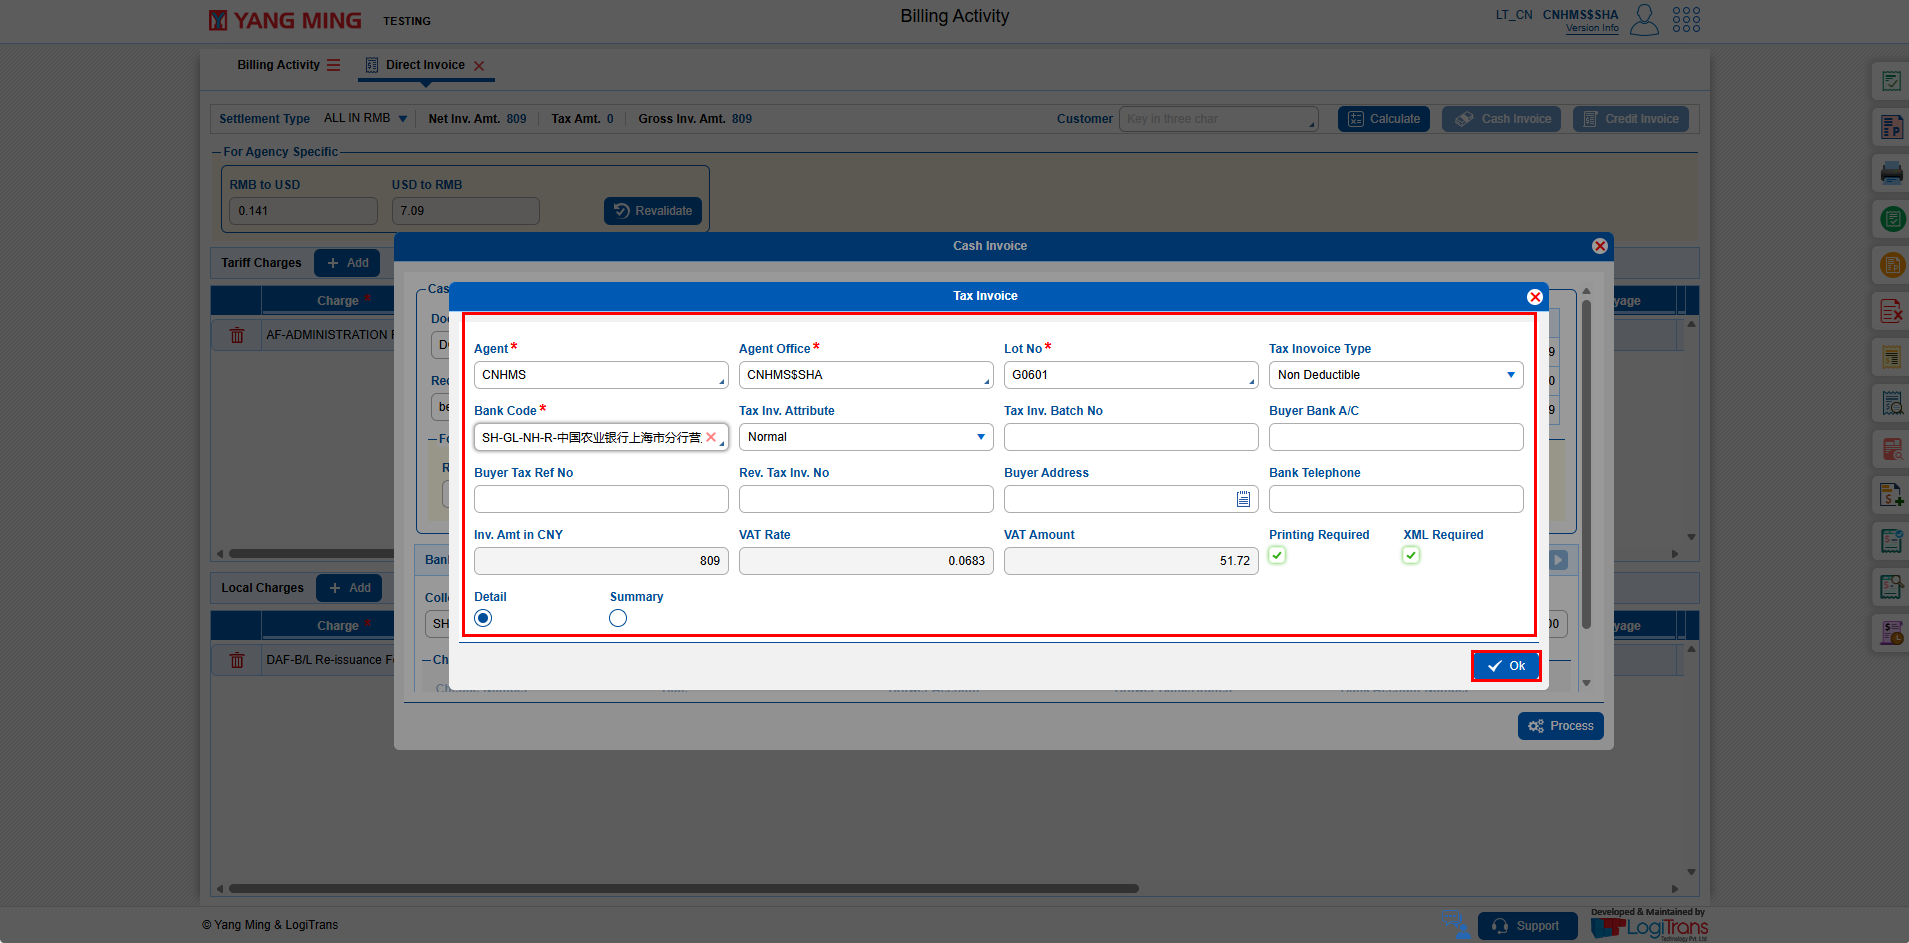 YANG MING TESTING
Billing Activity
LT_CN CNHMS$SHA
Version Info
Billing Activity
Direct Invoice
Settlement Type ALL IN RMB Net Inv. Amt. 809 Tax Amt. 0 Gross Inv. Amt. 809
Customer Key in three char Calculate Cash Invoice Credit Invoice
For Agency Specific
RMB to USD USD to RMB
0.141 7.09 Revalidate
Cash Invoice
Tariff Charges Add
Tax Invoice
Charge *
AF-ADMINISTRATION
Agent* Agent Office* Lot No* Tax Inovoice Type
CNHMS CNHMS$SHA G0601 Non Deductible
Bank Code* Tax Inv. Attribute Tax Inv. Batch No Buyer Bank A/C
SH-GL-NH-R-中国农业银行上海市分行营 Normal
Buyer Tax Ref No Rev. Tax Inv. No Buyer Address Bank Telephone
Inv. Amt in CNY VAT Rate VAT Amount Printing Required XML Required
809 0.0683 51.72
Detail Summary
Ok
Local Charges Add
Charge *
DAF-B/L Re-issuance
Process
© Yang Ming & LogiTrans
Support
Developed & Maintained by
LogiTrans
Technology Pvt. Ltd.